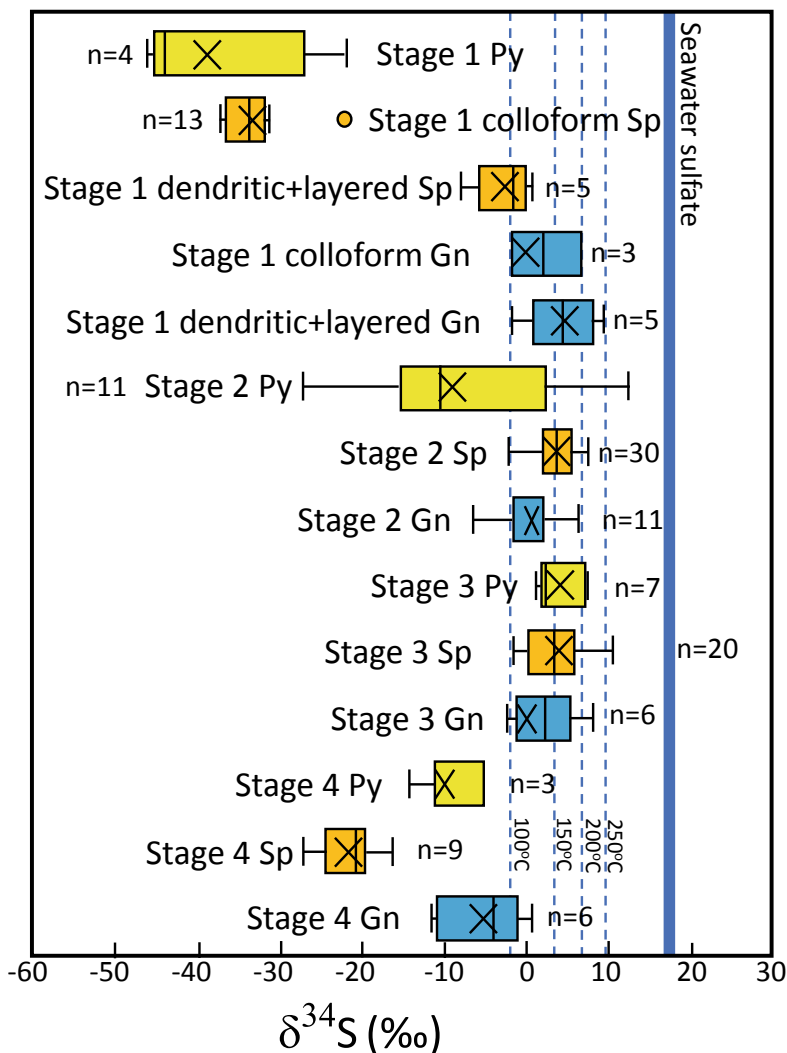 n=4 Stage 1 Py
n=13 Stage 1 colloform Sp
Stage 1 dendritic+layered Sp n=5
Stage 1 colloform Gn n=3
Stage 1 dendritic+layered Gn n=5
n=11 Stage 2 Py
Stage 2 Sp n=30
Stage 2 Gn n=11
Stage 3 Py n=7
Stage 3 Sp n=20
Stage 3 Gn n=6
Stage 4 Py n=3
Stage 4 Sp n=9
Stage 4 Gn n=6
Seawater sulfate
100°C
150°C
200°C
250°C
-60 -50 -40 -30 -20 -10 0 10 20 30
δ³⁴S (‰)